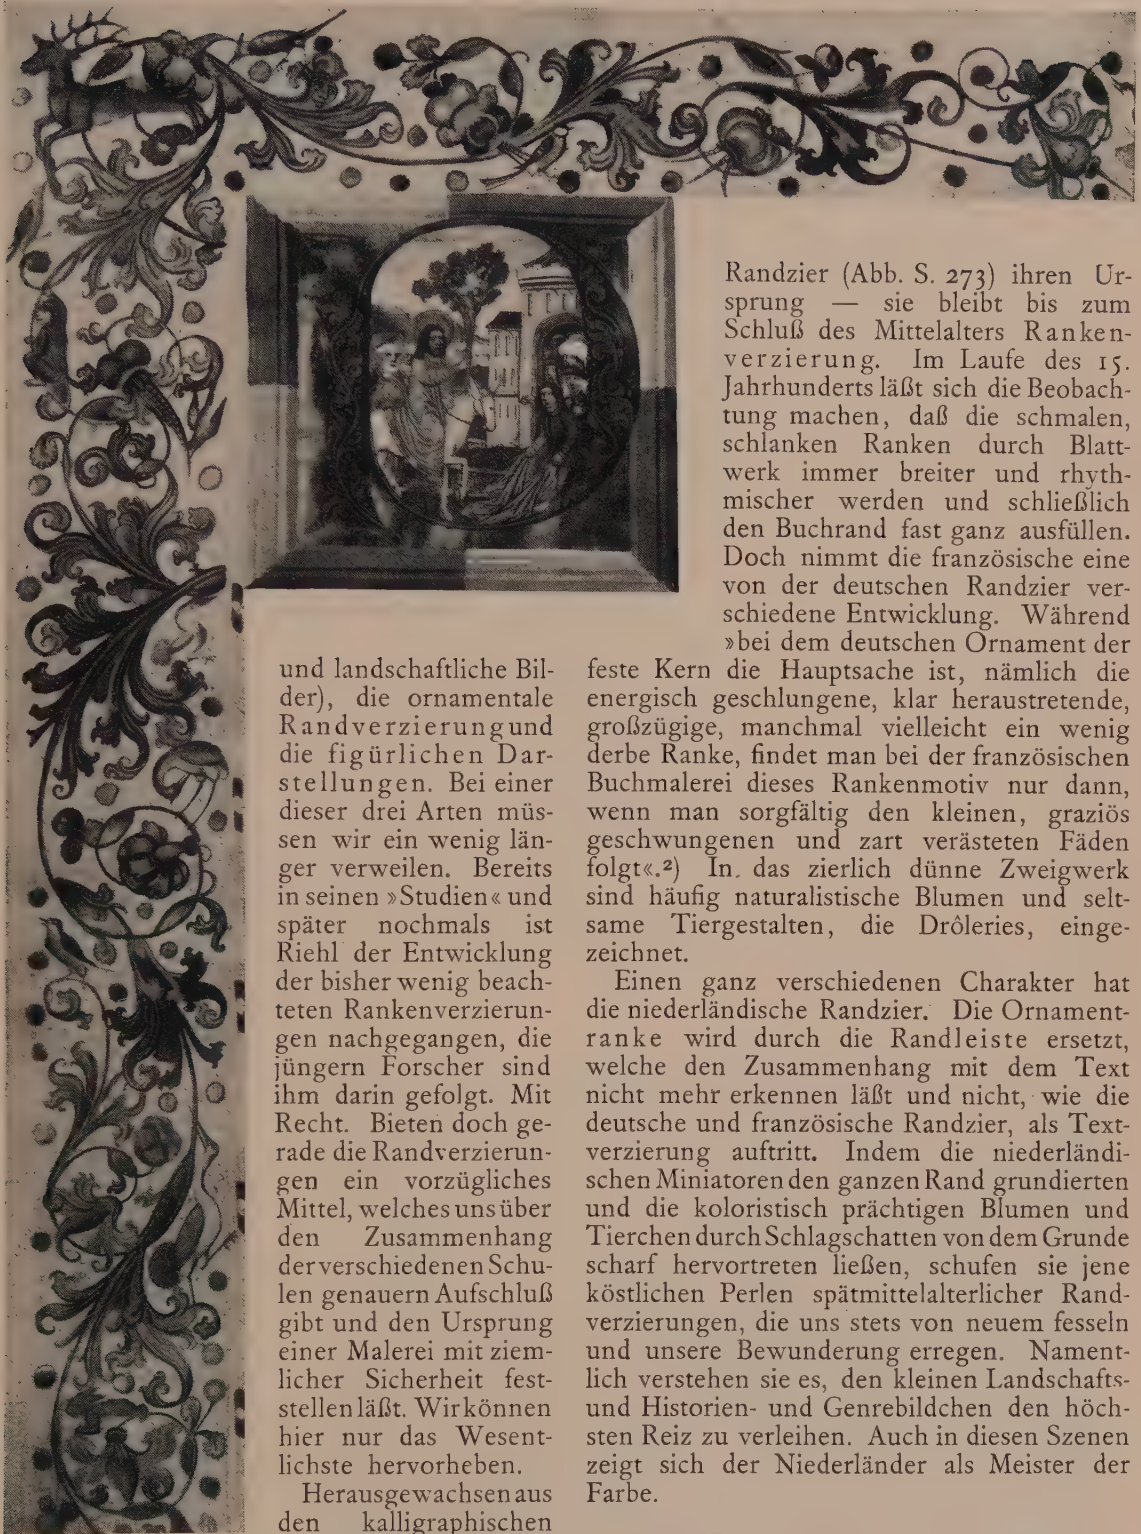 und landschaftliche Bil-
der), die ornamentale
Randverzierung und
die figürlichen Dar-
stellungen. Bei einer
dieser drei Arten müs-
sen wir ein wenig län-
ger verweilen. Bereits
in seinen »Studien« und
später nochmals ist
Riehl der Entwicklung
der bisher wenig beach-
teten Rankenverzierun-
gen nachgegangen, die
jüngern Forscher sind
ihm darin gefolgt. Mit
Recht. Bieten doch ge-
rade die Randverzierun-
gen ein vorzügliches
Mittel, welches uns über
den Zusammenhang
der verschiedenen Schu-
len genauern Aufschluß
gibt und den Ursprung
einer Malerei mit ziem-
licher Sicherheit fest-
stellen läßt. Wir können
hier nur das Wesent-
lichste hervorheben.
Herausgewachsen aus
den kalligraphischen
Randzier (Abb. S. 273) ihren Ur-
sprung — sie bleibt bis zum
Schluß des Mittelalters Ranken-
verzierung. Im Laufe des 15.
Jahrhunderts läßt sich die Beobach-
tung machen, daß die schmalen,
schlanken Ranken durch Blatt-
werk immer breiter und rhyth-
mischer werden und schließlich
den Buchrand fast ganz ausfüllen.
Doch nimmt die französische eine
von der deutschen Randzier ver-
schiedene Entwicklung. Während
»bei dem deutschen Ornament der
feste Kern die Hauptsache ist, nämlich die
energisch geschlungene, klar heraustretende,
großzügige, manchmal vielleicht ein wenig
derbe Ranke, findet man bei der französischen
Buchmalerei dieses Rankenmotiv nur dann,
wenn man sorgfältig den kleinen, graziös
geschwungenen und zart verästeten Fäden
folgt«.²) In das zierlich dünne Zweigwerk
sind häufig naturalistische Blumen und selt-
same Tiergestalten, die Drôleries, einge-
zeichnet.
Einen ganz verschiedenen Charakter hat
die niederländische Randzier. Die Ornament-
ranke wird durch die Randleiste ersetzt,
welche den Zusammenhang mit dem Text
nicht mehr erkennen läßt und nicht, wie die
deutsche und französische Randzier, als Text-
verzierung auftritt. Indem die niederländi-
schen Miniatoren den ganzen Rand grundierten
und die koloristisch prächtigen Blumen und
Tierchen durch Schlagschatten von dem Grunde
scharf hervortreten ließen, schufen sie jene
köstlichen Perlen spätmittelalterlicher Rand-
verzierungen, die uns stets von neuem fesseln
und unsere Bewunderung erregen. Nament-
lich verstehen sie es, den kleinen Landschafts-
und Historien- und Genrebildchen den höch-
sten Reiz zu verleihen. Auch in diesen Szenen
zeigt sich der Niederländer als Meister der
Farbe.